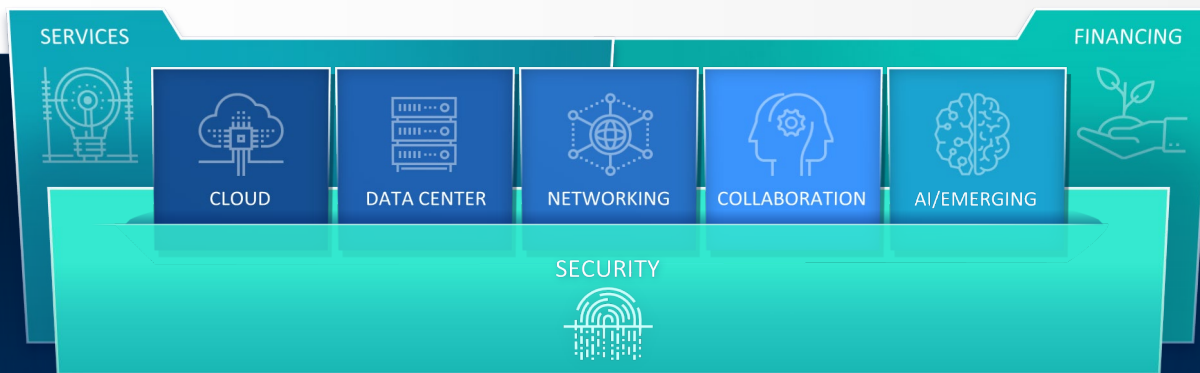 SERVICES
FINANCING
CLOUD
DATA CENTER
NETWORKING
COLLABORATION
AI/EMERGING
SECURITY